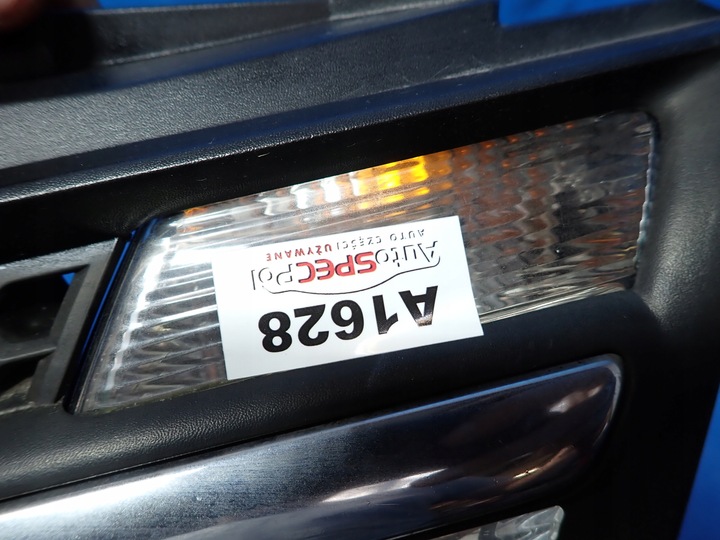 A1628
AutoSPECPol
AUTO CZĘŚCI UŻYWANE